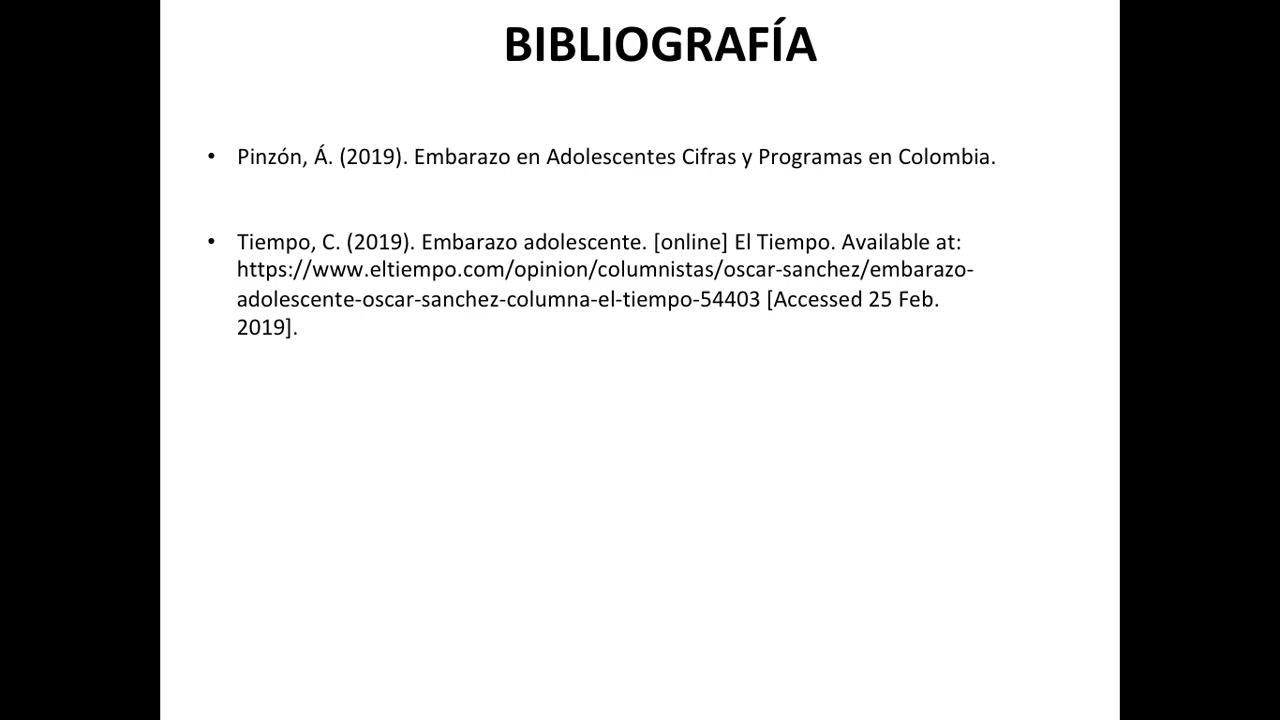 BIBLIOGRAFÍA
• Pinzón, Á. (2019). Embarazo en Adolescentes Cifras y Programas en Colombia.
• Tiempo, C. (2019). Embarazo adolescente. [online] El Tiempo. Available at:
https://www.eltiempo.com/opinion/columnistas/oscar-sanchez/embarazo-
adolescente-oscar-sanchez-columna-el-tiempo-54403 [Accessed 25 Feb.
2019].